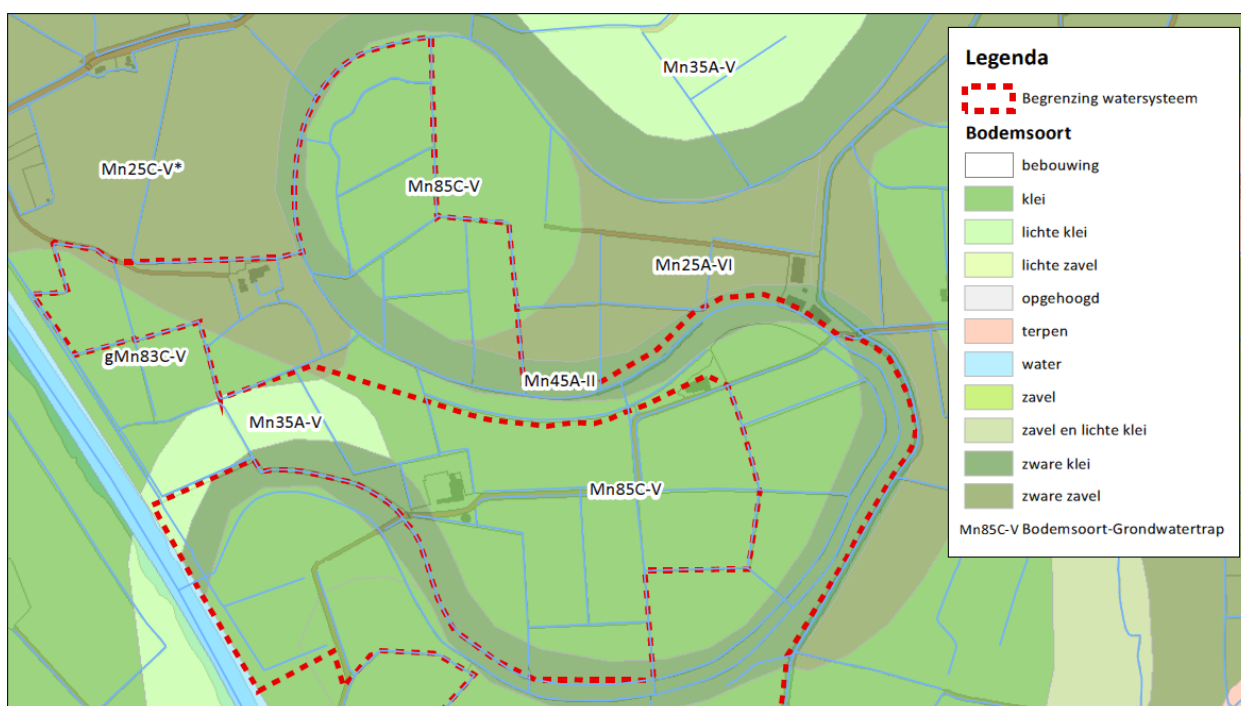 Mn35A-V
Mn25C-V*
Mn85C-V
Mn25A-VI
gMn83C-V
Mn45A-II
Mn35A-V
Mn85C-V
Legenda
Begrenzing watersysteem
Bodemsoort
bebouwing
klei
lichte klei
lichte zavel
opgehoogd
terpen
water
zavel
zavel en lichte klei
zware klei
zware zavel
Mn85C-V Bodemsoort-Grondwatertrap